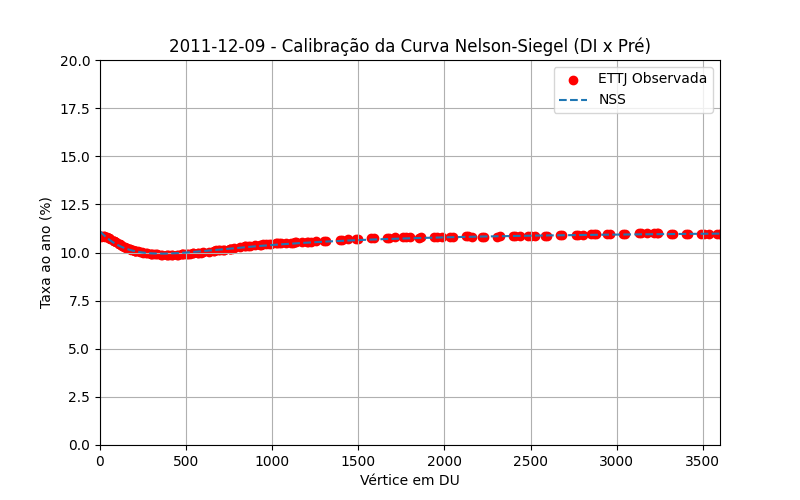 2011-12-09 - Calibração da Curva Nelson-Siegel (DI x Pré)
ETTJ Observada
NSS
20.0
17.5
15.0
12.5
10.0
7.5
5.0
2.5
0.0
Taxa ao ano (%)
0 500 1000 1500 2000 2500 3000 3500
Vértice em DU